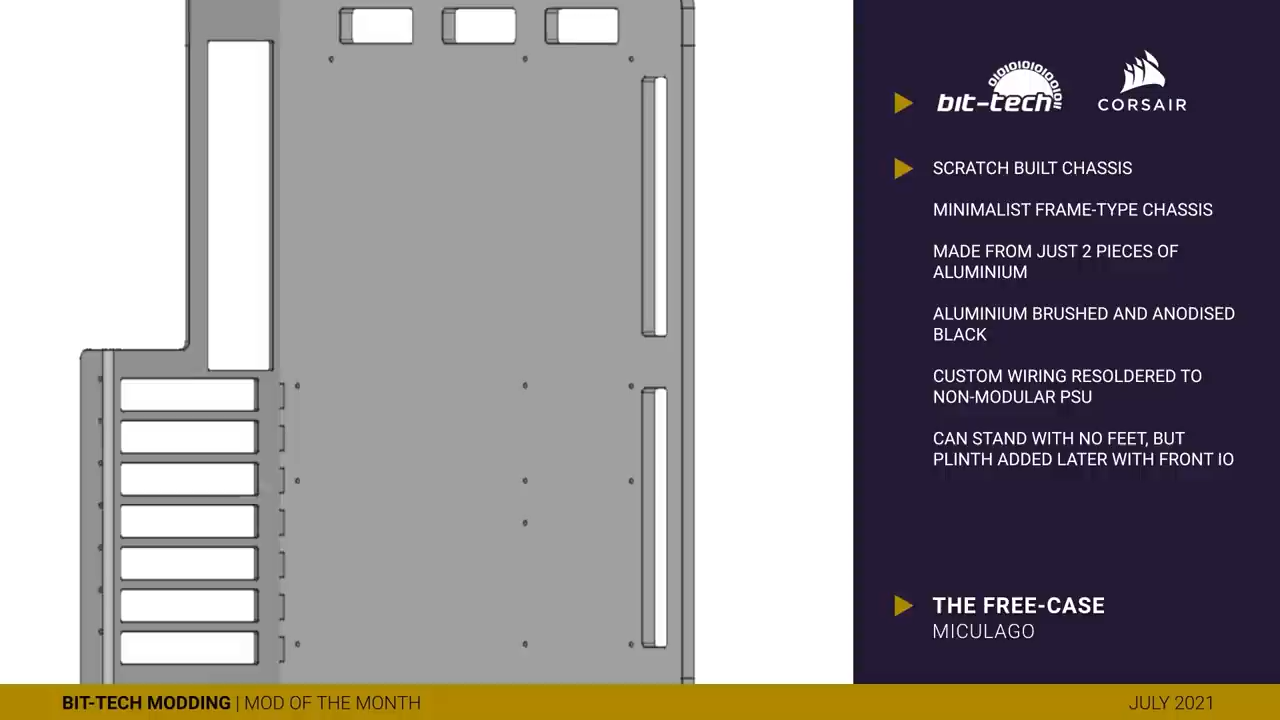 bit-tech
CORSAIR
SCRATCH BUILT CHASSIS
MINIMALIST FRAME-TYPE CHASSIS
MADE FROM JUST 2 PIECES OF
ALUMINIUM
ALUMINIUM BRUSHED AND ANODISED
BLACK
CUSTOM WIRING RESOLDERED TO
NON-MODULAR PSU
CAN STAND WITH NO FEET, BUT
PLINTH ADDED LATER WITH FRONT IO
THE FREE-CASE
MICULAGO
BIT-TECH MODDING | MOD OF THE MONTH
JULY 2021